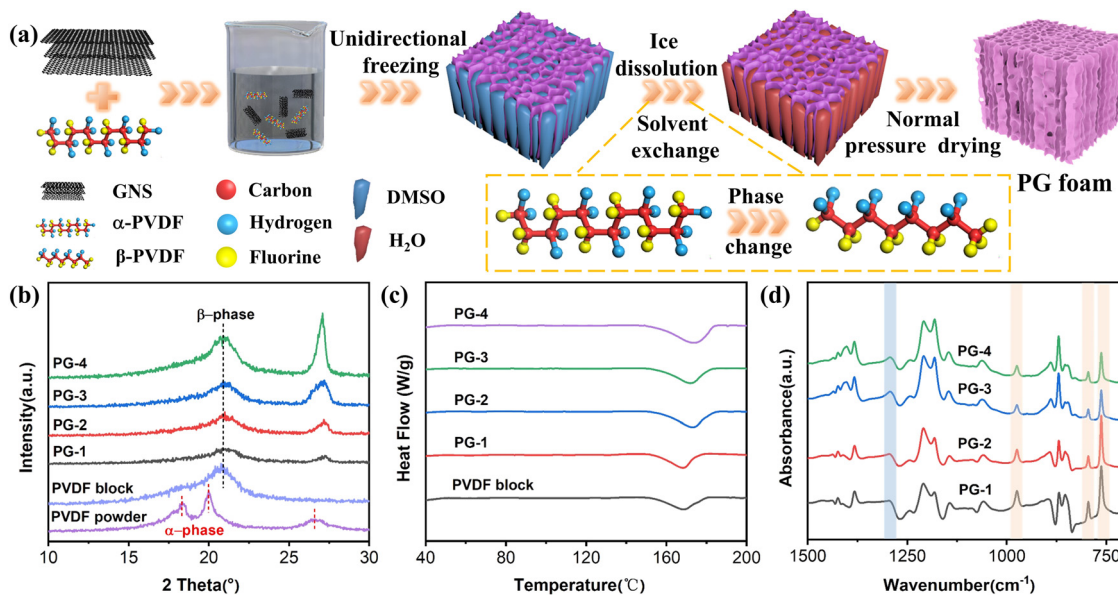 (a)
Unidirectional
freezing
Ice
dissolution
Solvent
exchange
Normal
pressure drying
PG foam
GNS
α-PVDF
β-PVDF
Carbon
Hydrogen
Fluorine
DMSO
H₂O
Phase
change
(b)
β-phase
PG-4
PG-3
PG-2
PG-1
PVDF block
PVDF powder
α-phase
Intensity(a.u.)
10 15 20 25 30
2 Theta(°)
(c)
PG-4
PG-3
PG-2
PG-1
PVDF block
Heat Flow (W/g)
40 80 120 160 200
Temperature(℃)
(d)
PG-4
PG-3
PG-2
PG-1
Absorbance(a.u.)
1500 1250 1000 750
Wavenumber(cm⁻¹)